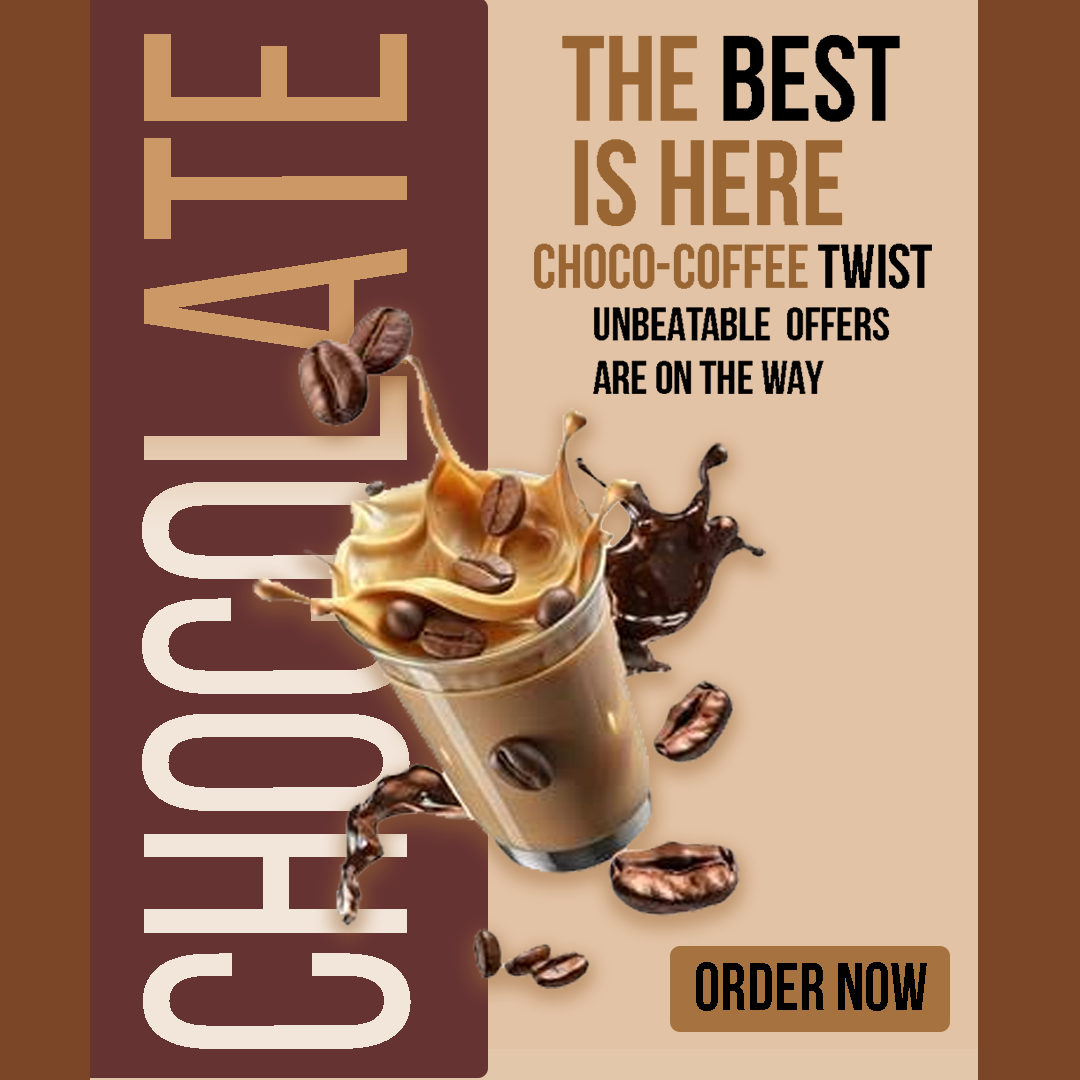 CHOCOLATE
THE BEST
IS HERE
CHOCO-COFFEE TWIST
UNBEATABLE OFFERS
ARE ON THE WAY
ORDER NOW